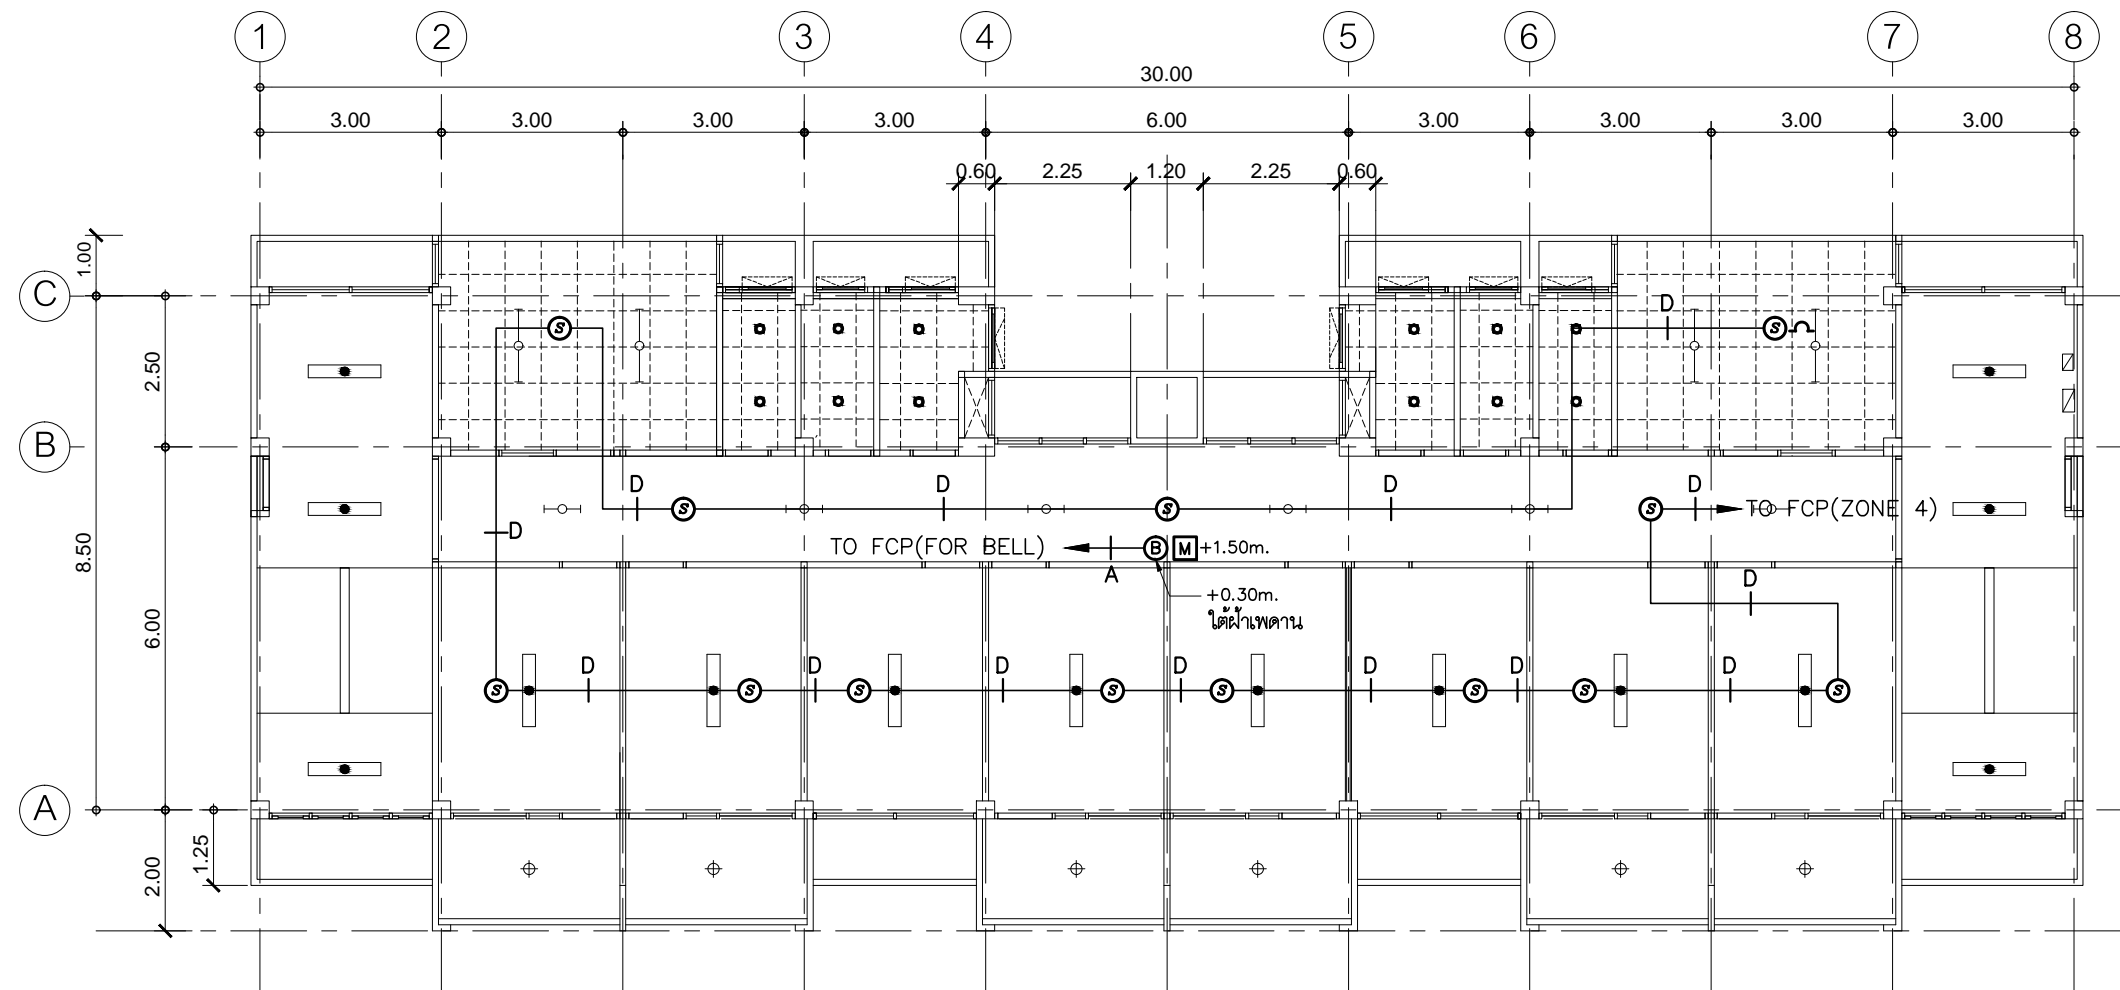 1 2 3 4 5 6 7 8
30.00
3.00 3.00 3.00 3.00 6.00 3.00 3.00 3.00 3.00
0.60 2.25 1.20 2.25 0.60
1.00
C
D
S S
2.50
B
D D D D
S S S TO FCP(ZONE 4)
D
8.50
TO FCP(FOR BELL) B M +1.50m.
A
D
+0.30m.
ใต้ฝ้าเพดาน
6.00
D D D D D D D
S S S S S S S S
A
1.25
2.00